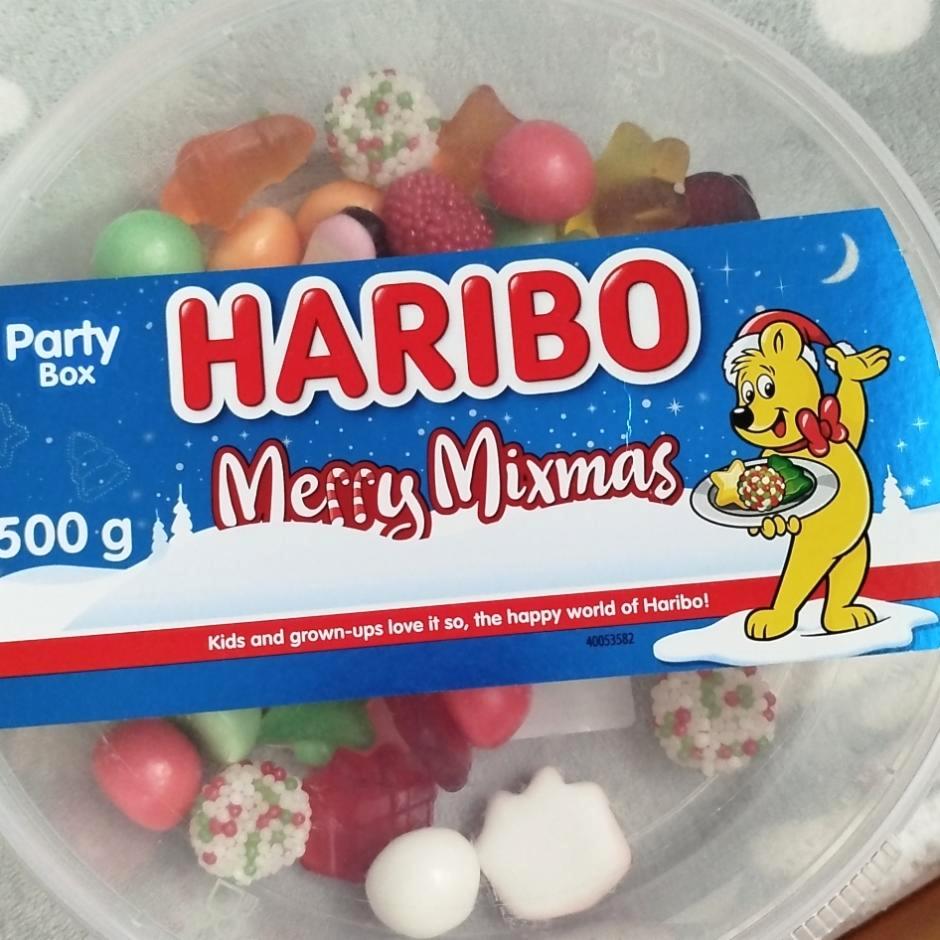 Party
Box
HARIBO
Merry Mixmas
500 g
Kids and grown-ups love it so, the happy world of Haribo!
40053582